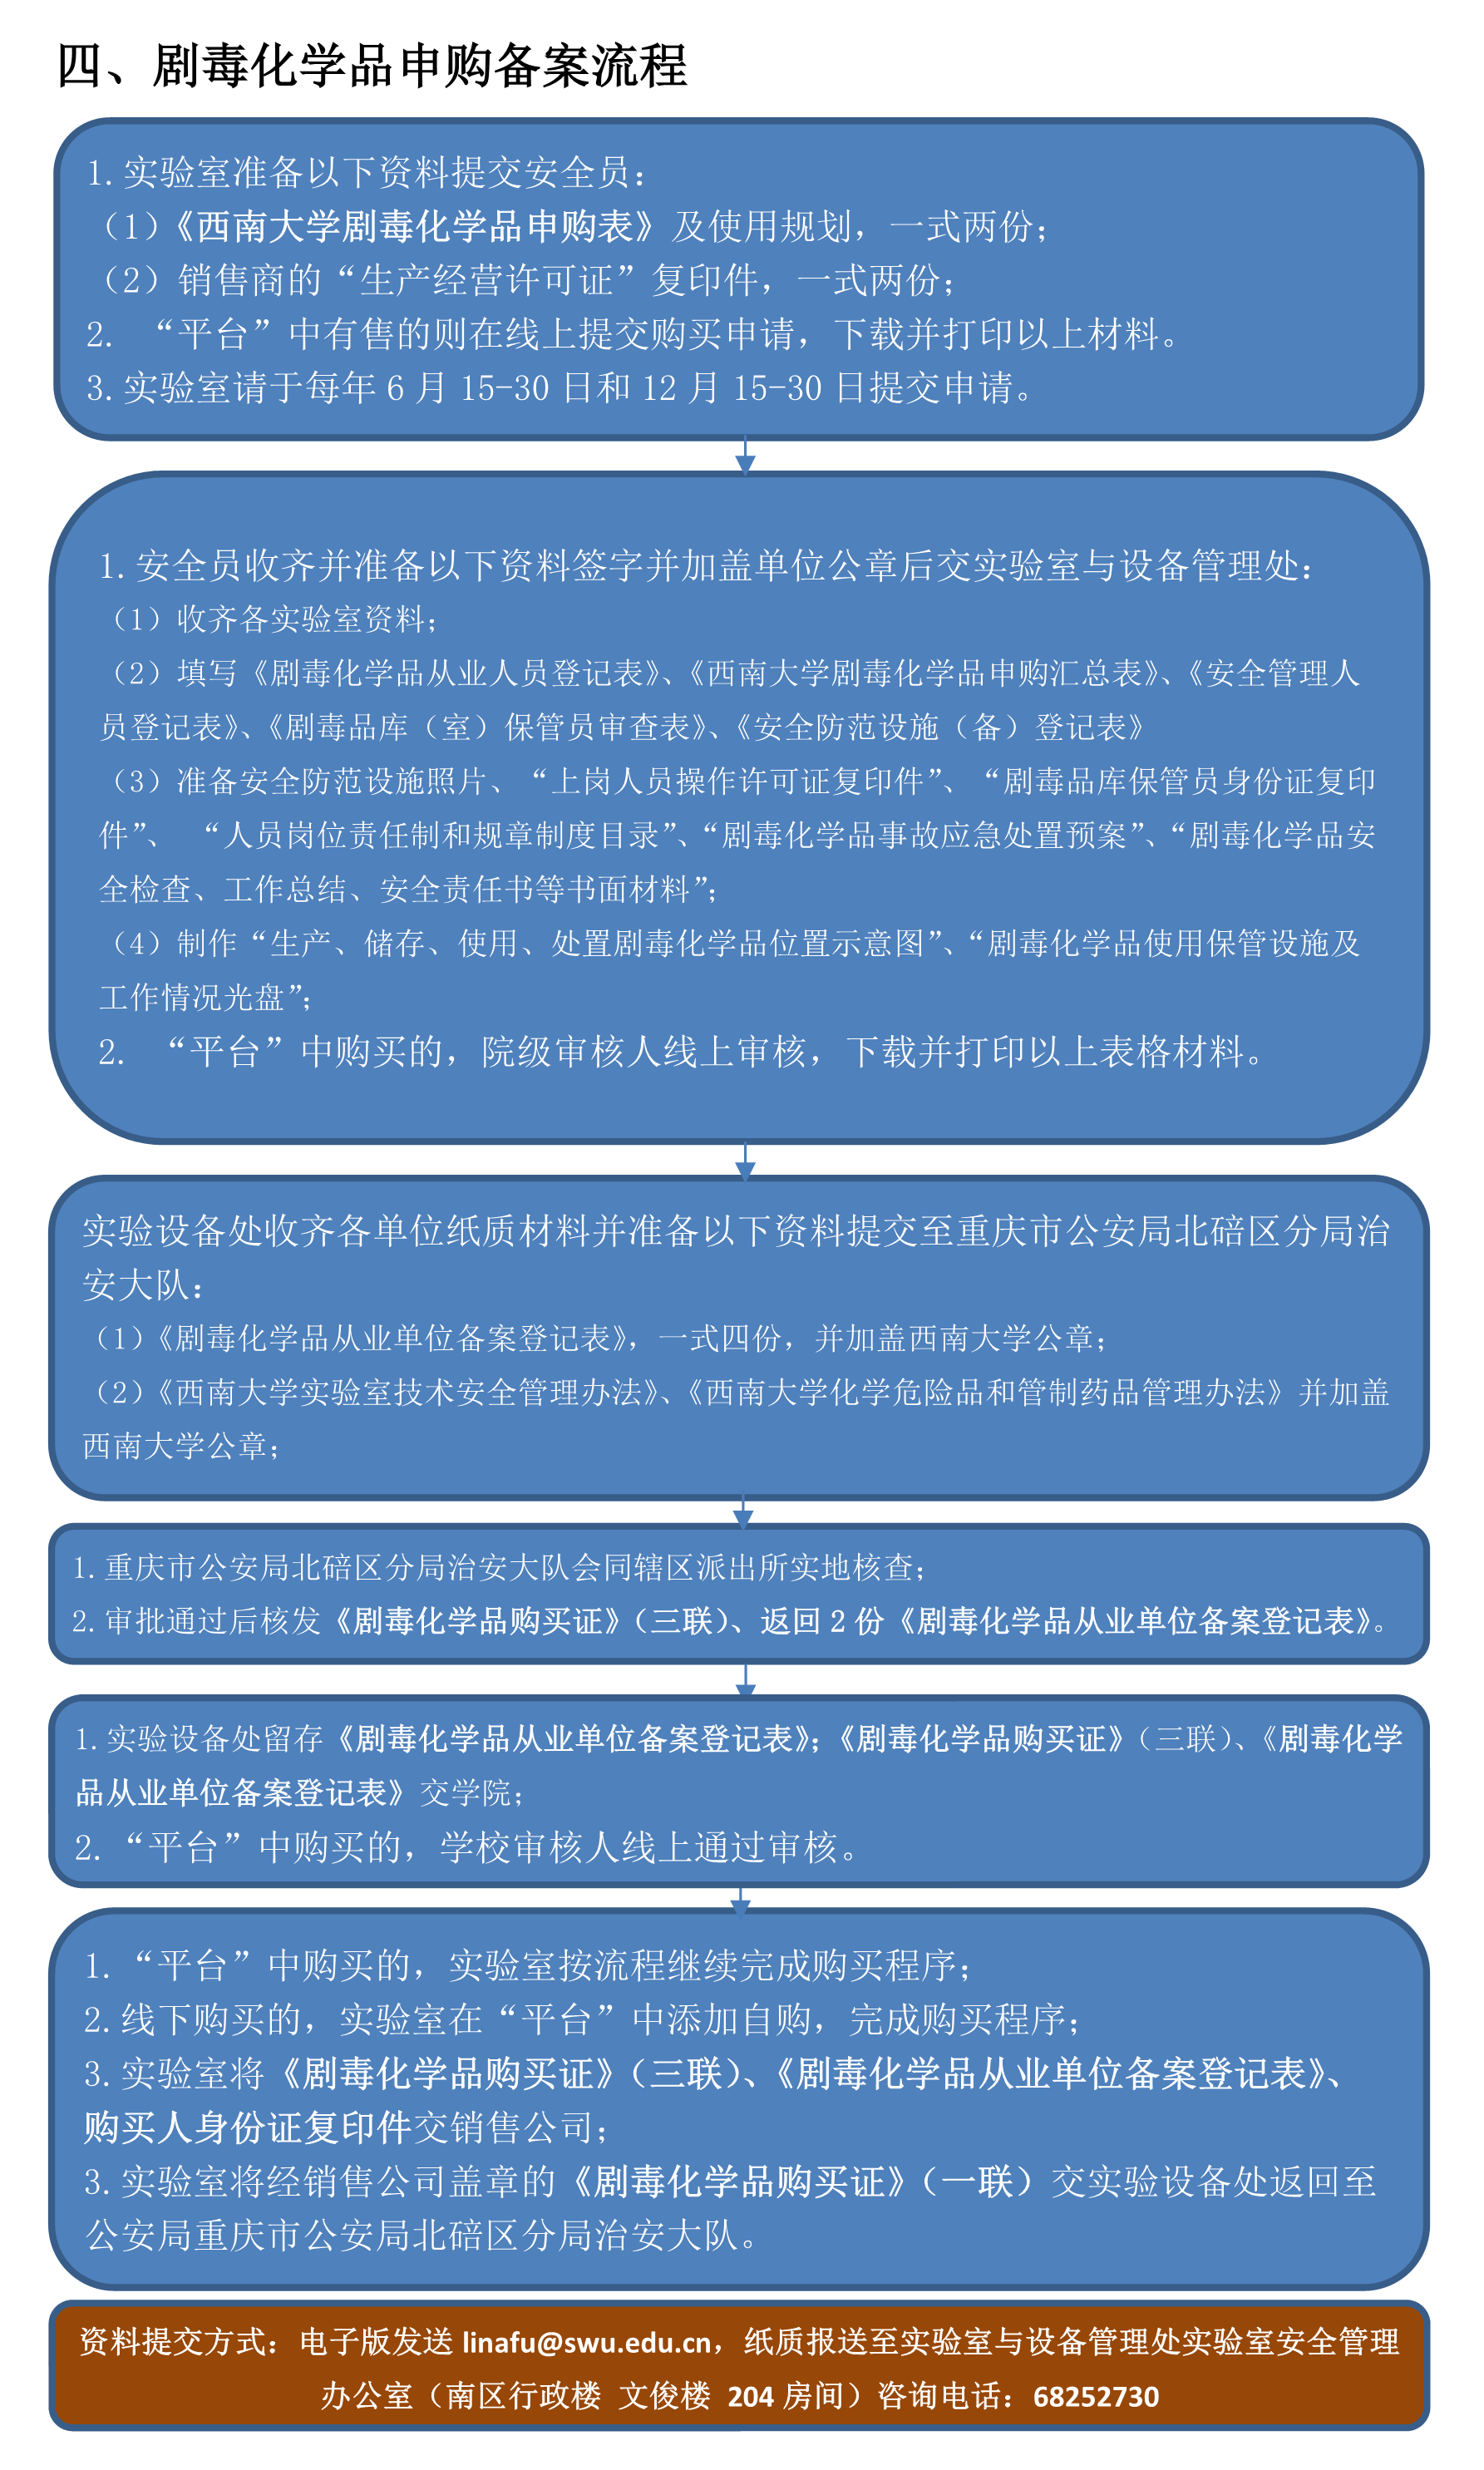 四、剧毒化学品申购备案流程
1.实验室准备以下资料提交安全员：
（1）《西南大学剧毒化学品申购表》及使用规划，一式两份；
（2）销售商的“生产经营许可证”复印件，一式两份；
2. “平台”中有售的则在线上提交购买申请，下载并打印以上材料。
3.实验室请于每年 6 月 15-30 日和 12 月 15-30 日提交申请。
1.安全员收齐并准备以下资料签字并加盖单位公章后交实验室与设备管理处：
（1）收齐各实验室资料；
（2）填写《剧毒化学品从业人员登记表》、《西南大学剧毒化学品申购汇总表》、《安全管理人
员登记表》、《剧毒品库（室）保管员审查表》、《安全防范设施（备）登记表》
（3）准备安全防范设施照片、“上岗人员操作许可证复印件”、“剧毒品库保管员身份证复印
件”、 “人员岗位责任制和规章制度目录”、“剧毒化学品事故应急处置预案”、“剧毒化学品安
全检查、工作总结、安全责任书等书面材料”；
（4）制作“生产、储存、使用、处置剧毒化学品位置示意图”、“剧毒化学品使用保管设施及
工作情况光盘”；
2. “平台”中购买的，院级审核人线上审核，下载并打印以上表格材料。
实验设备处收齐各单位纸质材料并准备以下资料提交至重庆市公安局北碚区分局治
安大队：
（1）《剧毒化学品从业单位备案登记表》，一式四份，并加盖西南大学公章；
（2）《西南大学实验室技术安全管理办法》、《西南大学化学危险品和管制药品管理办法》并加盖
西南大学公章；
1.重庆市公安局北碚区分局治安大队会同辖区派出所实地核查；
2.审批通过后核发《剧毒化学品购买证》（三联）、返回 2 份《剧毒化学品从业单位备案登记表》。
1.实验设备处留存《剧毒化学品从业单位备案登记表》；《剧毒化学品购买证》（三联）、《剧毒化学
品从业单位备案登记表》交学院；
2.“平台”中购买的，学校审核人线上通过审核。
1.“平台”中购买的，实验室按流程继续完成购买程序；
2.线下购买的，实验室在“平台”中添加自购，完成购买程序；
3.实验室将《剧毒化学品购买证》（三联）、《剧毒化学品从业单位备案登记表》、
购买人身份证复印件交销售公司；
3.实验室将经销售公司盖章的《剧毒化学品购买证》（一联）交实验设备处返回至
公安局重庆市公安局北碚区分局治安大队。
资料提交方式：电子版发送 linafu@swu.edu.cn，纸质报送至实验室与设备管理处实验室安全管理
办公室（南区行政楼 文俊楼 204 房间）咨询电话：68252730